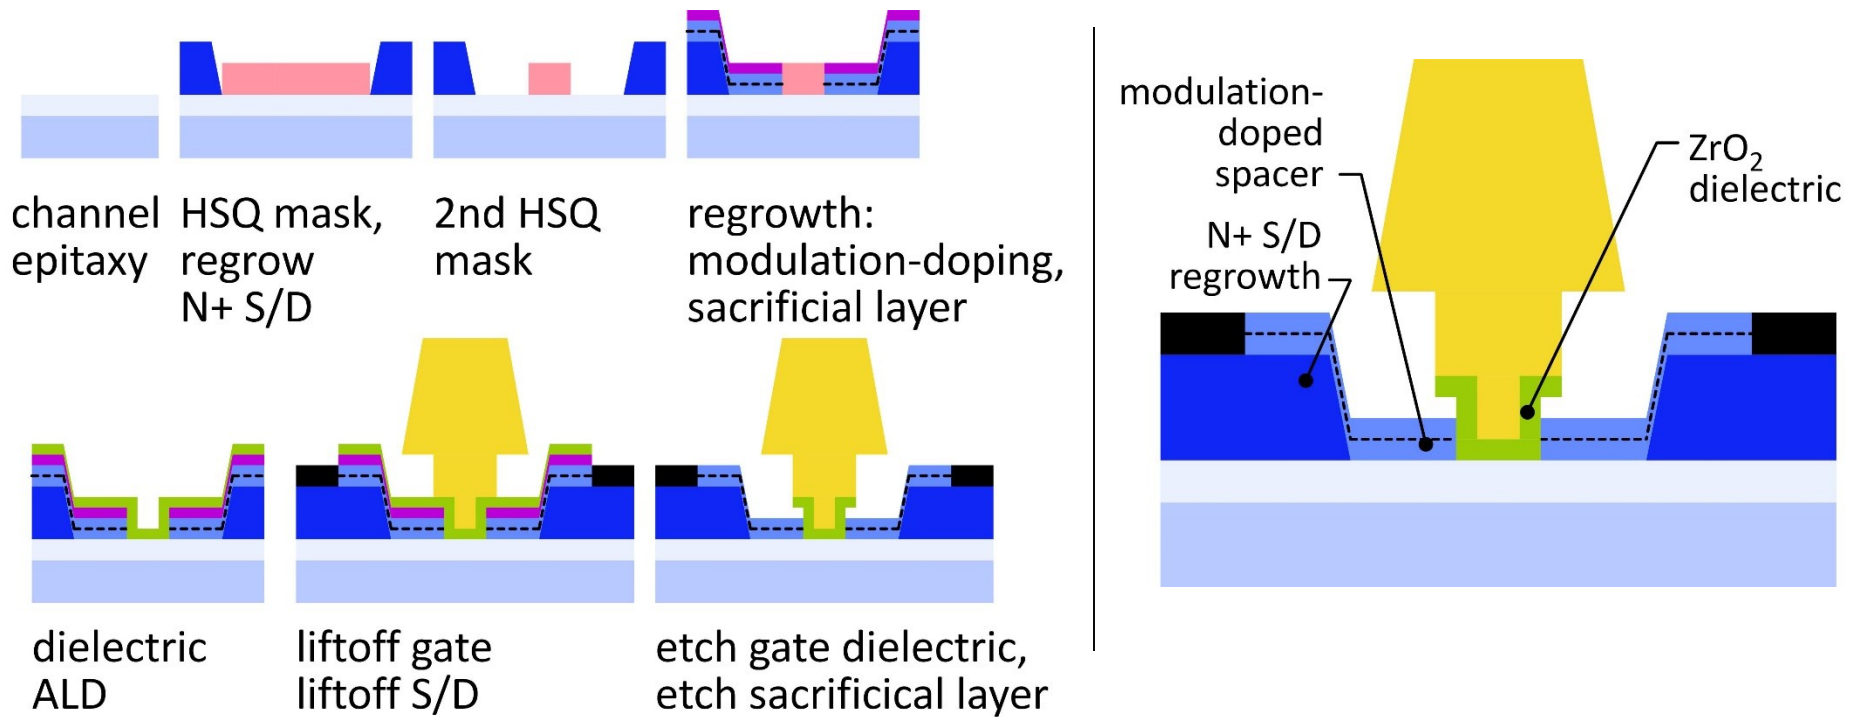 channel
epitaxy
HSQ mask,
regrow
N+ S/D
2nd HSQ
mask
regrowth:
modulation-doping,
sacrificial layer
dielectric
ALD
liftoff gate
liftoff S/D
etch gate dielectric,
etch sacrificical layer
modulation-
doped
spacer
N+ S/D
regrowth
ZrO₂
dielectric